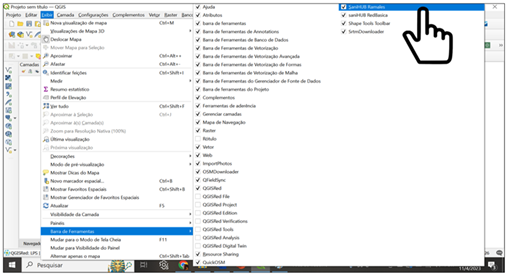 Projeto sem título — QGIS
Projeto Editar Exibir Camada Configurações Complementos Vetor Raster Banco
Nova visualização de mapa Ctrl+M
Visualizações de Mapa 3D
Deslocar Mapa
Mover Mapa para Seleção
Aproximar Ctrl+Alt++
Afastar Ctrl+Alt+-
Identificar feições Ctrl+Shift+I
Medir
Resumo estatístico
Perfil de Elevação
Ver tudo Ctrl+Shift+F
Aproximar à Seleção Ctrl+J
Aproximar a(s) Camada(s)
Zoom para Resolução Nativa (100%)
Última visualização
Próxima visualização
Decorações
Modo de pré-visualização
Mostrar Dicas do Mapa
Novo marcador espacial... Ctrl+B
Mostrar Favoritos Espaciais Ctrl+Shift+B
Mostrar Gerenciador de Favoritos Espaciais
Atualizar F5
Visibilidade da Camada
Painéis
Barra de Ferramentas
Mudar para o Modo de Tela Cheia F11
Mudar para Visibilidade do Painel
Alternar apenas o mapa
Camadas
Navegad
QGISRed: LPS
Ajuda
Atributos
Barra de ferramentas
Barra de ferramentas de Annotations
Barra de Ferramentas de Banco de Dados
Barra de Ferramentas de Vetorização
Barra de Ferramentas de Vetorização Avançada
Barra de Ferramentas de Vetorização de Formas
Barra de Ferramentas de Vetorização de Malha
Barra de Ferramentas do Gerenciador de Fonte de Dados
Barra de Ferramentas do Projeto
Complementos
Ferramentas de aderência
Gerenciar camadas
Mapa de Navegação
Raster
Rótulo
Vetor
Web
ImportPhotos
OSMDownloader
QFieldSync
QGISRed
QGISRed File
QGISRed Project
QGISRed Edition
QGISRed Verifications
QGISRed Tools
QGISRed Analysis
QGISRed Digital Twin
Resource Sharing
QuickOSM
SaniHUB Ramales
saniHUB RedBasica
Shape Tools Toolbar
SrtmDownloader
Pesquisar
11/4/2023